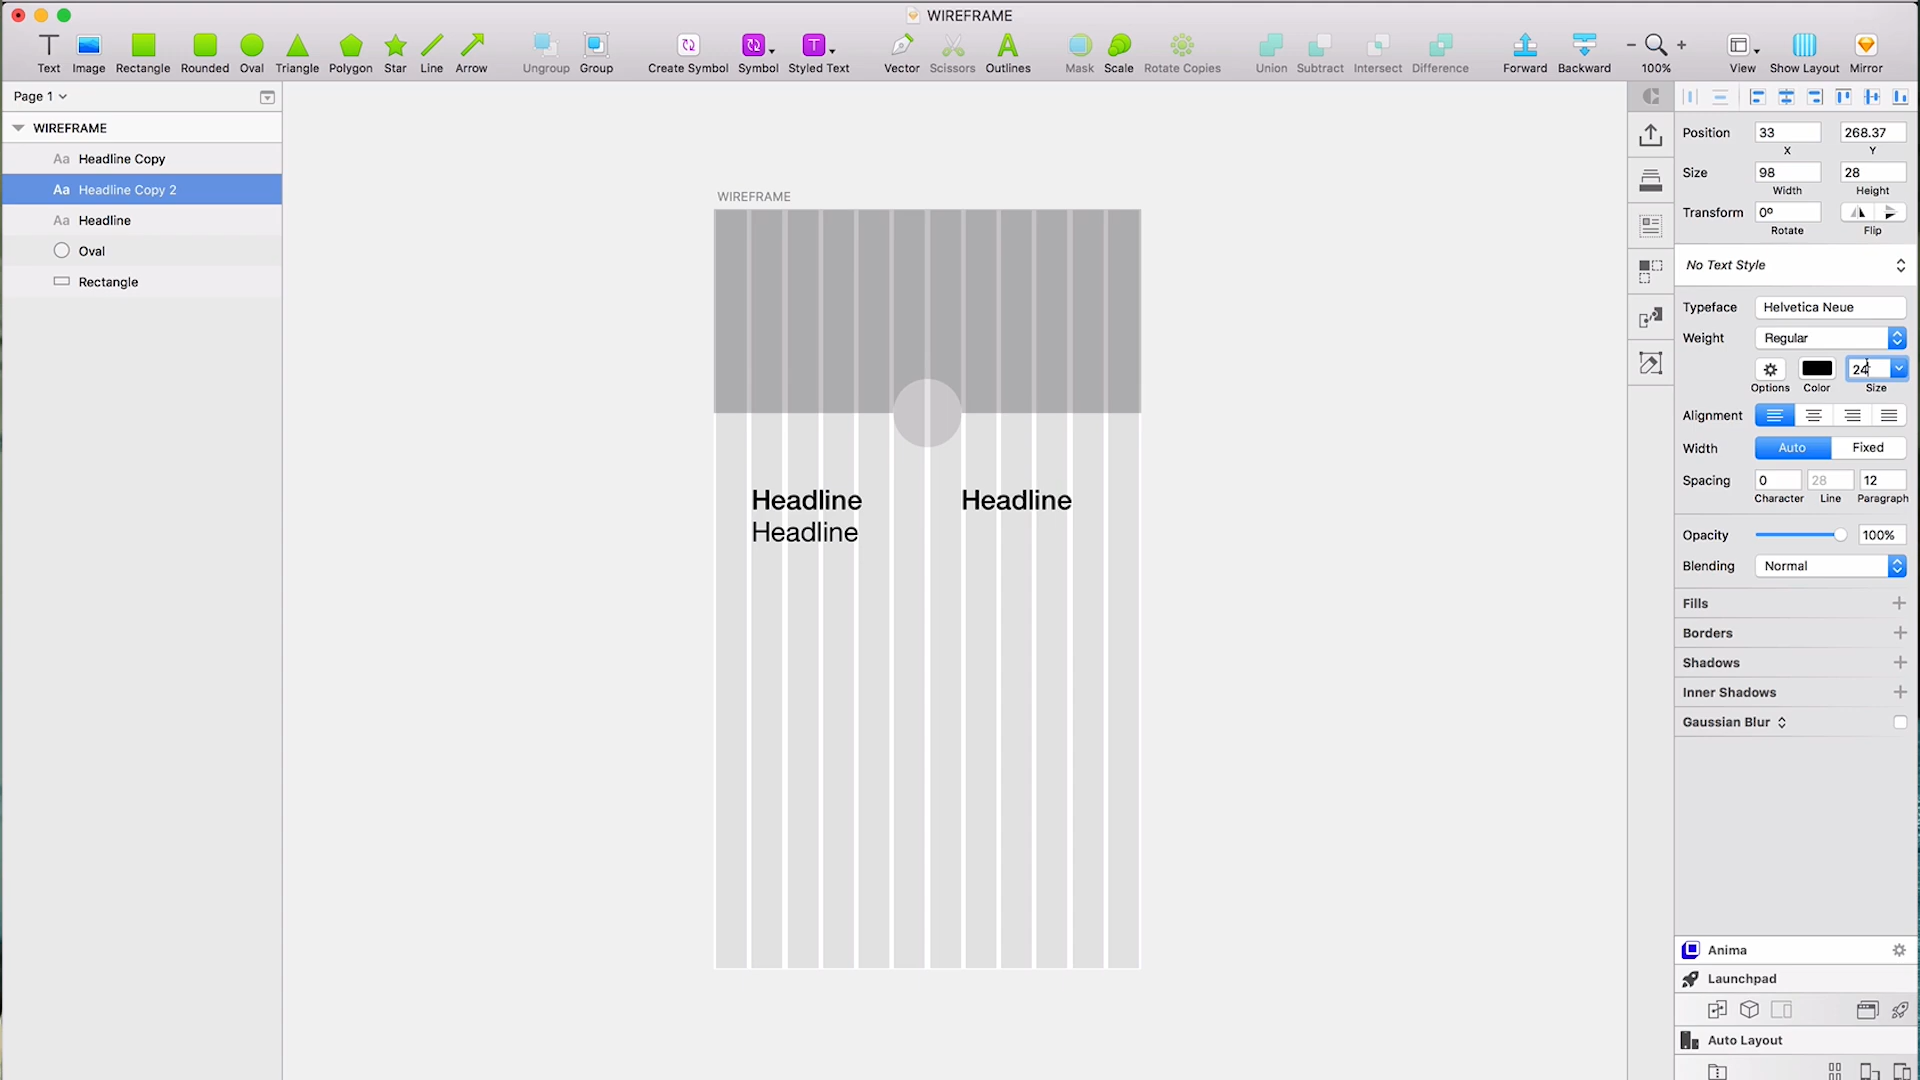 WIREFRAME
Text Image Rectangle Rounded Oval Triangle Polygon Star Line Arrow Ungroup Group Create Symbol Symbol Styled Text Vector Scissors Outlines Mask Scale Rotate Copies Union Subtract Intersect Difference Forward Backward 100% View Show Layout Mirror
Page 1
WIREFRAME
Aa Headline Copy
Aa Headline Copy 2
Aa Headline
Oval
Rectangle
WIREFRAME
Headline Headline
Headline
Position 33 268.37
X Y
Size 98 28
Width Height
Transform 0º
Rotate Flip
No Text Style
Typeface Helvetica Neue
Weight Regular
24
Options Color Size
Alignment
Width Auto Fixed
Spacing 0 28 12
Character Line Paragraph
Opacity 100%
Blending Normal
Fills
Borders
Shadows
Inner Shadows
Gaussian Blur
Anima
Launchpad
Auto Layout